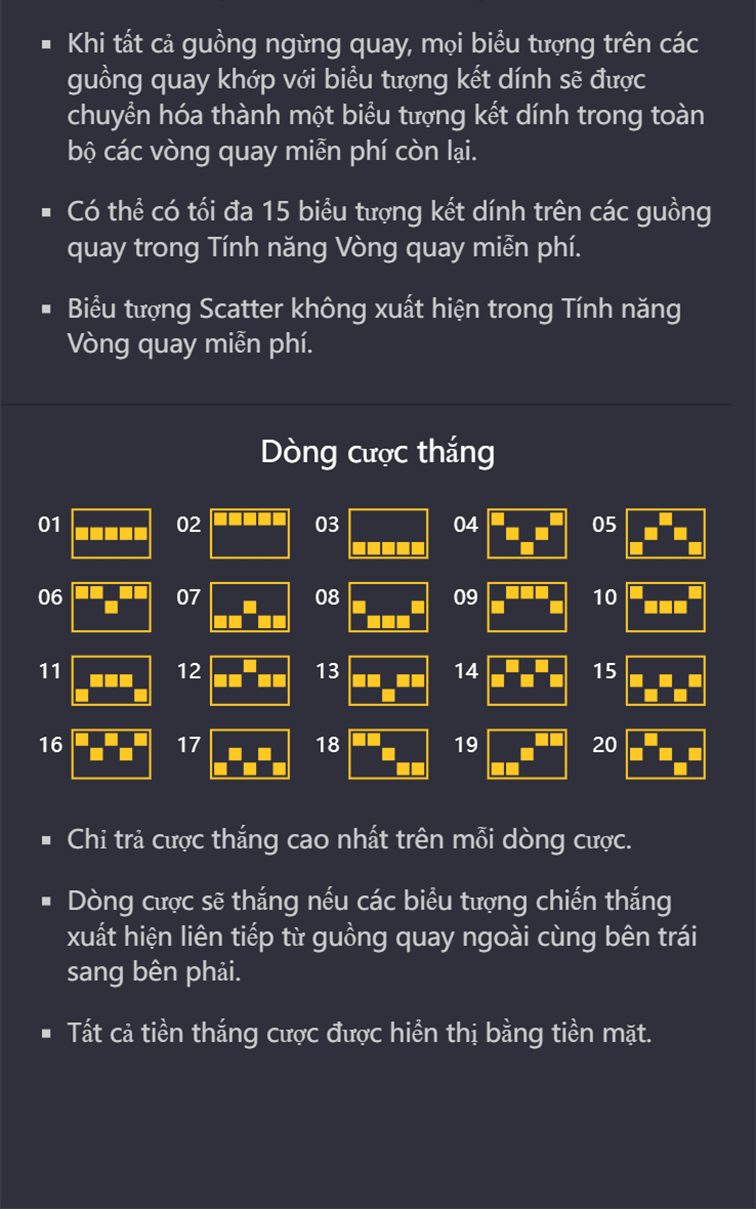 ▪ Khi tất cả guồng ngừng quay, mọi biểu tượng trên các
guồng quay khớp với biểu tượng kết dính sẽ được
chuyển hóa thành một biểu tượng kết dính trong toàn
bộ các vòng quay miễn phí còn lại.
▪ Có thể có tối đa 15 biểu tượng kết dính trên các guồng
quay trong Tính năng Vòng quay miễn phí.
▪ Biểu tượng Scatter không xuất hiện trong Tính năng
Vòng quay miễn phí.
Dòng cược thắng
01 02 03 04 05
06 07 08 09 10
11 12 13 14 15
16 17 18 19 20
▪ Chỉ trả cược thắng cao nhất trên mỗi dòng cược.
▪ Dòng cược sẽ thắng nếu các biểu tượng chiến thắng
xuất hiện liên tiếp từ guồng quay ngoài cùng bên trái
sang bên phải.
▪ Tất cả tiền thắng cược được hiển thị bằng tiền mặt.